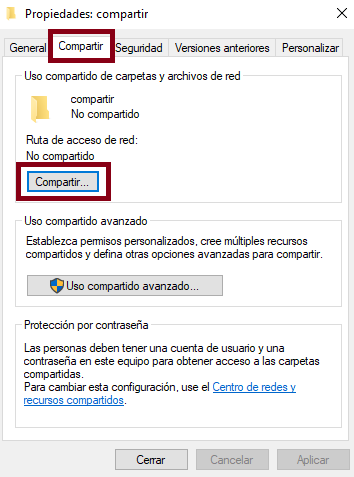 Propiedades: compartir
General
Compartir
Seguridad
Versiones anteriores
Personalizar
Uso compartido de carpetas y archivos de red
compartir
No compartido
Ruta de acceso de red:
No compartido
Compartir...
Uso compartido avanzado
Establezca permisos personalizados, cree múltiples recursos
compartidos y defina otras opciones avanzadas para compartir.
Uso compartido avanzado...
Protección por contraseña
Las personas deben tener una cuenta de usuario y una
contraseña en este equipo para obtener acceso a las carpetas
compartidas.
Para cambiar esta configuración, use el Centro de redes y
recursos compartidos.
Cerrar
Cancelar
Aplicar